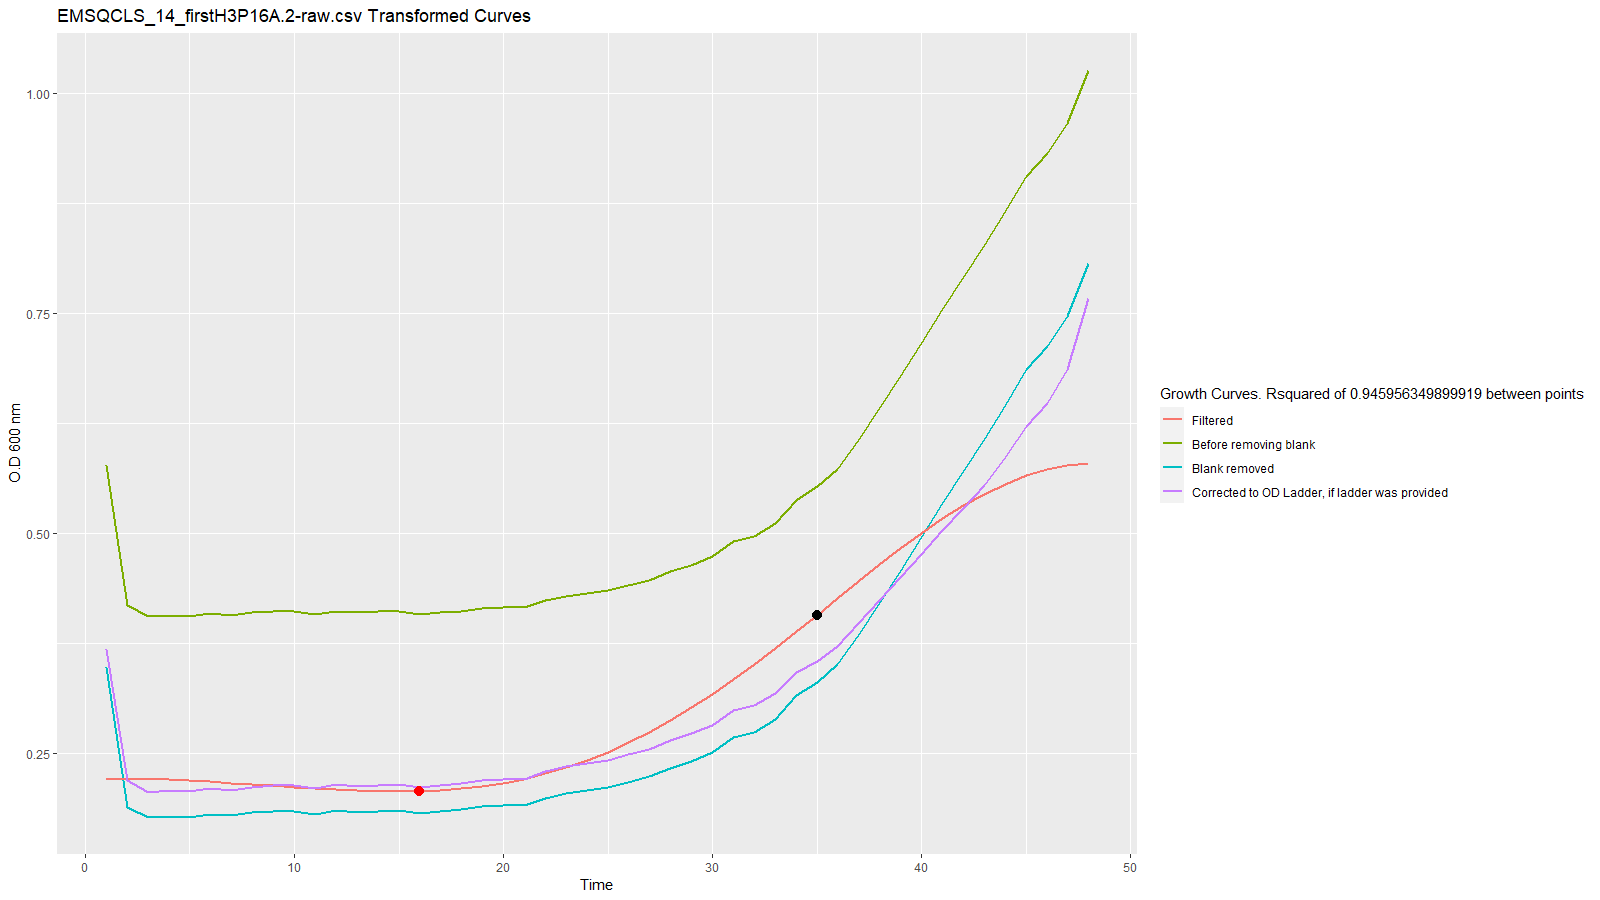 EMSQCLS_14_firstH3P16A.2-raw.csv Transformed Curves
1.00
0.75
0.50
0.25
O.D 600 nm
0 10 20 30 40 50
Time
Growth Curves. Rsquared of 0.945956349899919 between points
Filtered
Before removing blank
Blank removed
Corrected to OD Ladder, if ladder was provided